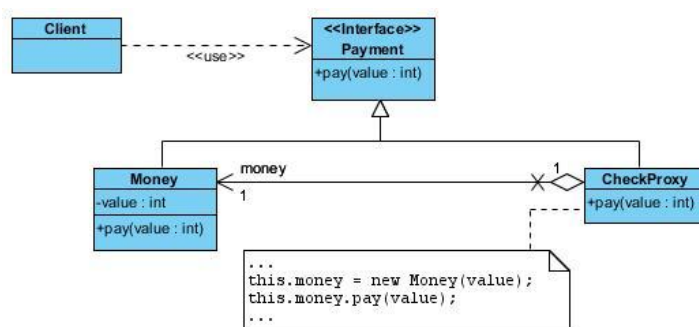 Client
<<use>>
<<Interface>>
Payment
+pay(value : int)
Money
-value : int
+pay(value : int)
money
1
1
CheckProxy
+pay(value : int)
...
this.money = new Money(value);
this.money.pay(value);
...